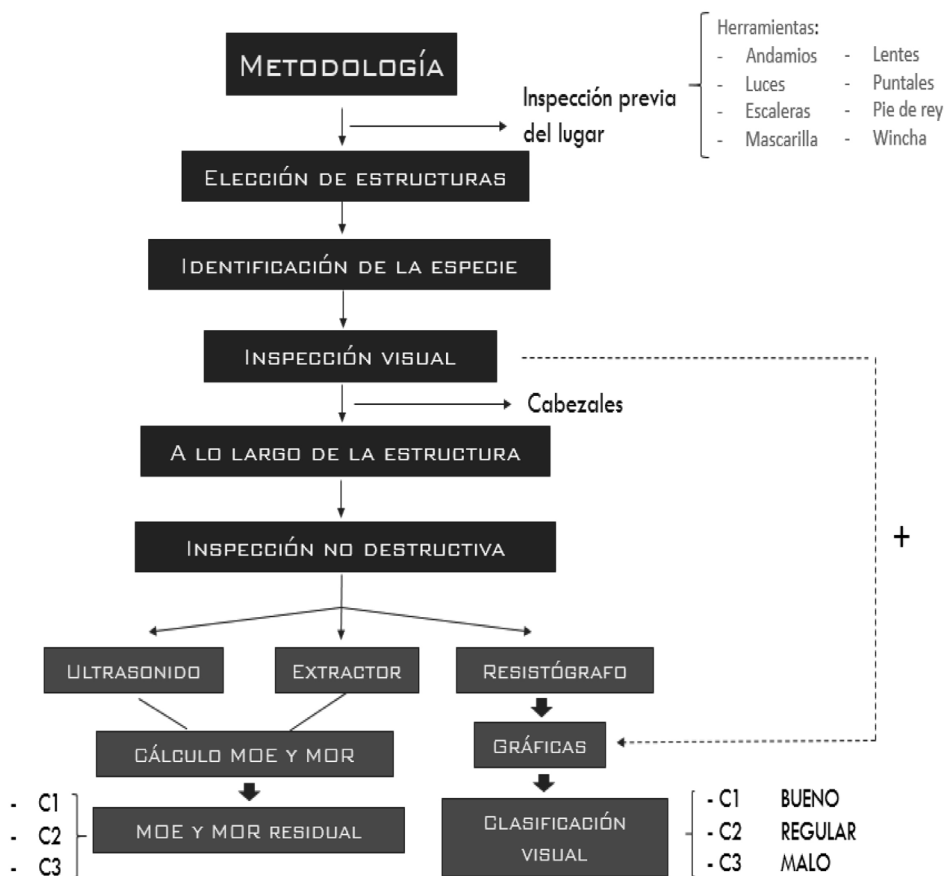 METODOLOGÍA
Herramientas:
- Andamios - Lentes
- Luces - Puntales
- Escaleras - Pie de rey
- Mascarilla - Wincha
Inspección previa
del lugar
ELECCIÓN DE ESTRUCTURAS
IDENTIFICACIÓN DE LA ESPECIE
INSPECCIÓN VISUAL
Cabezales
A LO LARGO DE LA ESTRUCTURA
INSPECCIÓN NO DESTRUCTIVA
+
ULTRASONIDO
EXTRACTOR
RESISTÓGRAFO
CÁLCULO MOE Y MOR
GRÁFICAS
- C1
- C2
- C3
MOE Y MOR RESIDUAL
CLASIFICACIÓN
VISUAL
- C1 BUENO
- C2 REGULAR
- C3 MALO